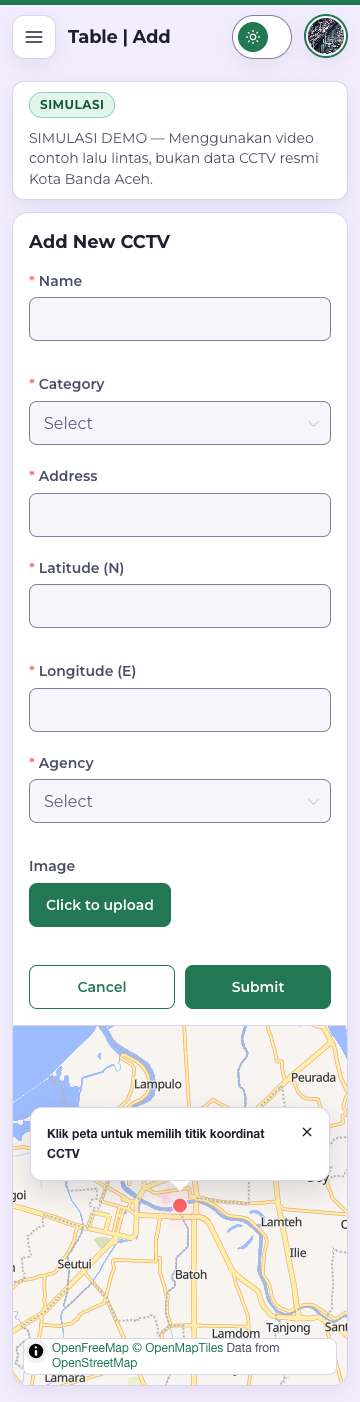 Table | Add
SIMULASI
SIMULASI DEMO — Menggunakan video
contoh lalu lintas, bukan data CCTV resmi
Kota Banda Aceh.
Add New CCTV
* Name
* Category
Select
* Address
* Latitude (N)
* Longitude (E)
* Agency
Select
Image
Click to upload
Cancel
Submit
Lampulo
Peurada
Klik peta untuk memilih titik koordinat
CCTV
Lamteh
Ilie
Seutui
Batoh
Lamdom
Tanjong
OpenFreeMap © OpenMapTiles Data from
OpenStreetMap
Lamara